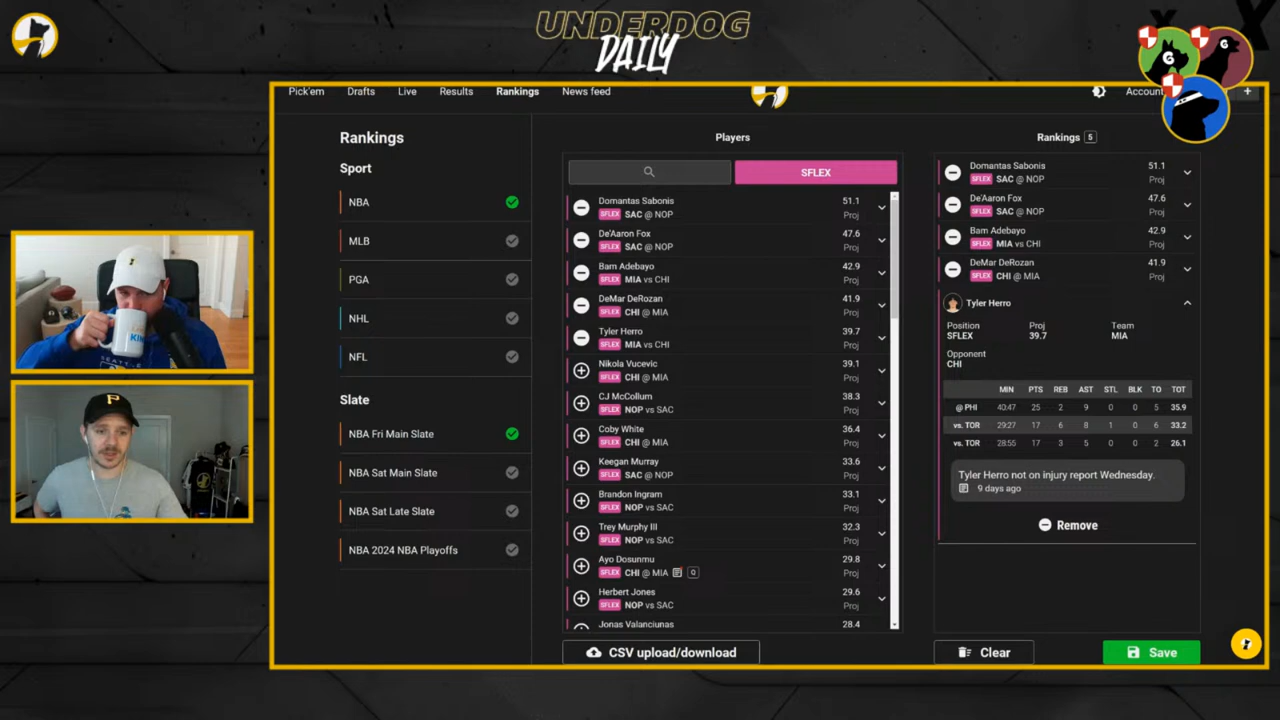 UNDERDOG
DAILY
Pick'em Drafts Live Results Rankings News feed Account +
Rankings
Sport
NBA
MLB
PGA
NHL
NFL
Slate
NBA Fri Main Slate
NBA Sat Main Slate
NBA Sat Late Slate
NBA 2024 NBA Playoffs
Players
SFLEX
Domantas Sabonis 51.1
SFLEX SAC @ NOP Proj
De'Aaron Fox 47.6
SFLEX SAC @ NOP Proj
Bam Adebayo 42.9
SFLEX MIA vs CHI Proj
DeMar DeRozan 41.9
SFLEX CHI @ MIA Proj
Tyler Herro 39.7
SFLEX MIA vs CHI Proj
Nikola Vucevic 39.1
SFLEX CHI @ MIA Proj
CJ McCollum 38.3
SFLEX NOP vs SAC Proj
Coby White 36.4
SFLEX CHI @ MIA Proj
Keegan Murray 33.6
SFLEX SAC @ NOP Proj
Brandon Ingram 33.1
SFLEX NOP vs SAC Proj
Trey Murphy III 32.3
SFLEX NOP vs SAC Proj
Ayo Dosunmu 29.8
SFLEX CHI @ MIA Q Proj
Herbert Jones 29.6
SFLEX NOP vs SAC Proj
Jonas Valanciunas 28.4
CSV upload/download
Rankings 5
Domantas Sabonis 51.1
SFLEX SAC @ NOP Proj
De'Aaron Fox 47.6
SFLEX SAC @ NOP Proj
Bam Adebayo 42.9
SFLEX MIA vs CHI Proj
DeMar DeRozan 41.9
SFLEX CHI @ MIA Proj
Tyler Herro
Position Proj Team
SFLEX 39.7 MIA
Opponent
CHI
MIN PTS REB AST STL BLK TO TOT
@ PHI 40:47 25 2 9 0 0 5 35.9
vs. TOR 29:27 17 6 8 1 0 6 33.2
vs. TOR 28:55 17 3 5 0 0 2 26.1
Tyler Herro not on injury report Wednesday.
9 days ago
Remove
Clear
Save
G
G
P